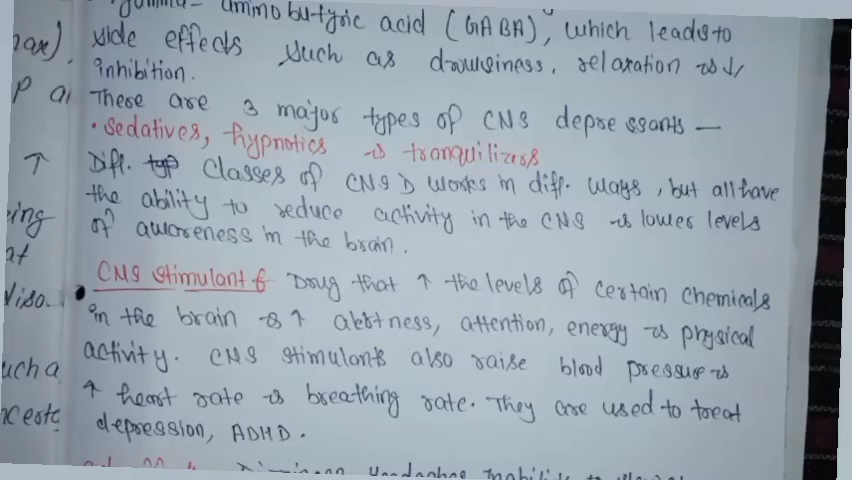 amino butyric acid (GABA), which leads to
side effects such as drowsiness, relaxation & ↓
inhibition.
There are 3 major types of CNS depressants —
• sedatives, hypnotics & tranquilizers
↑ Diff. typ classes of CNS D works in diff. ways, but all have
the ability to reduce activity in the CNS & lower levels
of awareness in the brain.
• CNS stimulant Drug that ↑ the levels of certain chemicals
in the brain & ↑ alertness, attention, energy & physical
activity. CNS stimulants also raise blood pressure &
↑ heart rate & breathing rate. They are used to treat
depression, ADHD.